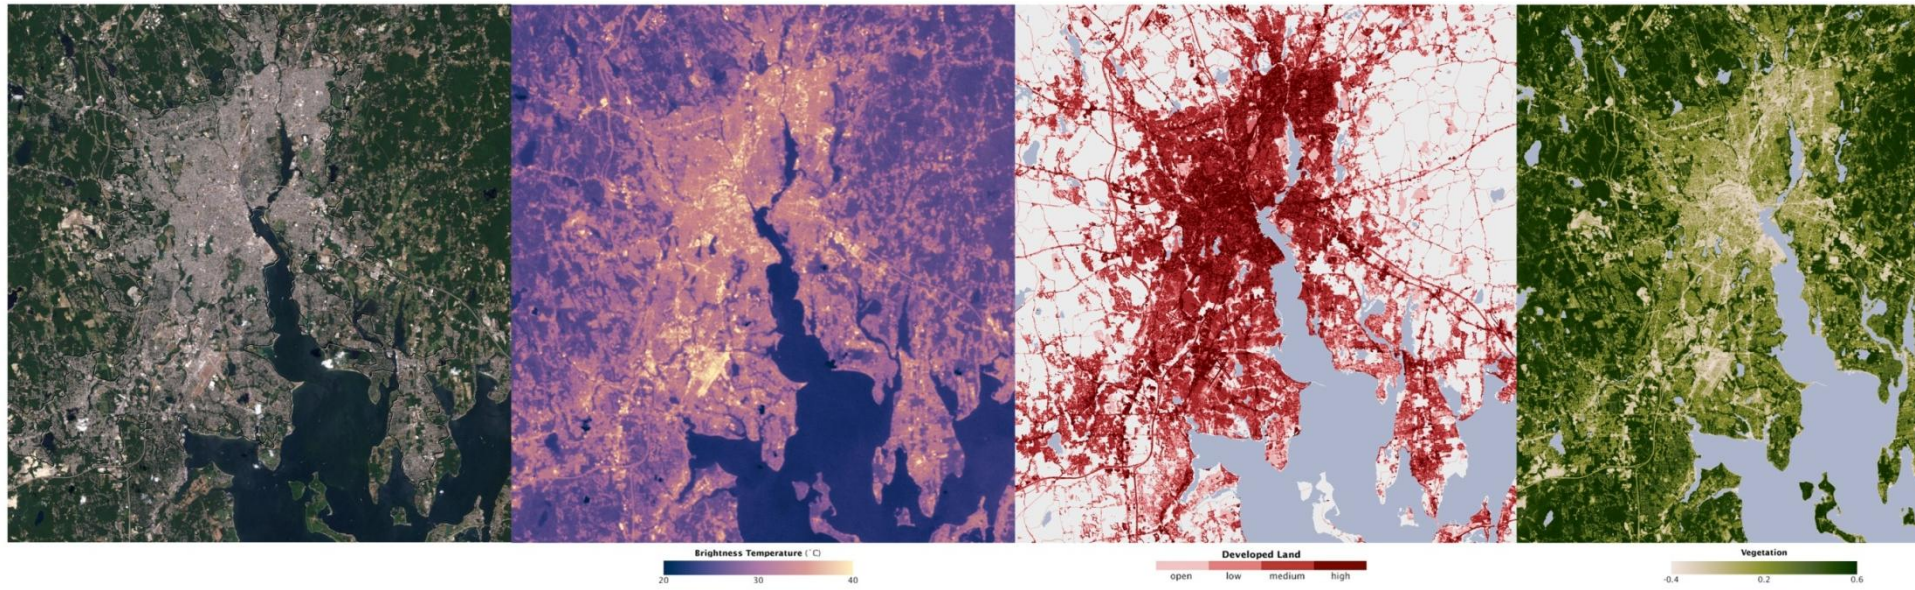 Brightness Temperature (°C)
20 30 40
Developed Land
open low medium high
Vegetation
-0.4 0.2 0.6